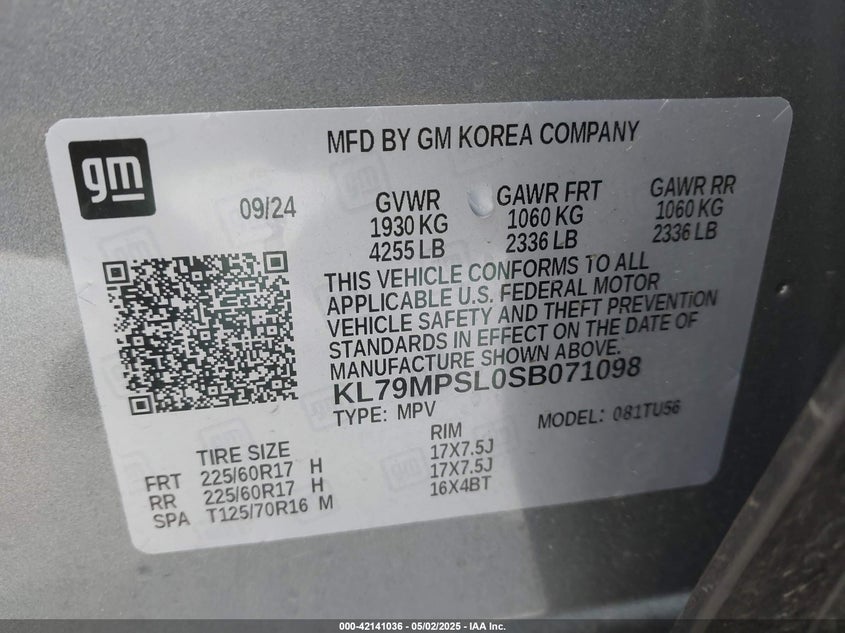 gm
MFD BY GM KOREA COMPANY
09/24
GVWR
1930 KG
4255 LB
GAWR FRT
1060 KG
2336 LB
GAWR RR
1060 KG
2336 LB
THIS VEHICLE CONFORMS TO ALL
APPLICABLE U.S. FEDERAL MOTOR
VEHICLE SAFETY AND THEFT PREVENTION
STANDARDS IN EFFECT ON THE DATE OF
MANUFACTURE SHOWN ABOVE.
KL79MPSL0SB071098
TYPE: MPV
MODEL: 081TU56
TIRE SIZE
RIM
FRT 225/60R17 H 17X7.5J
RR 225/60R17 H 17X7.5J
SPA T125/70R16 M 16X4BT
000-42141036 - 05/02/2025 - IAA Inc.